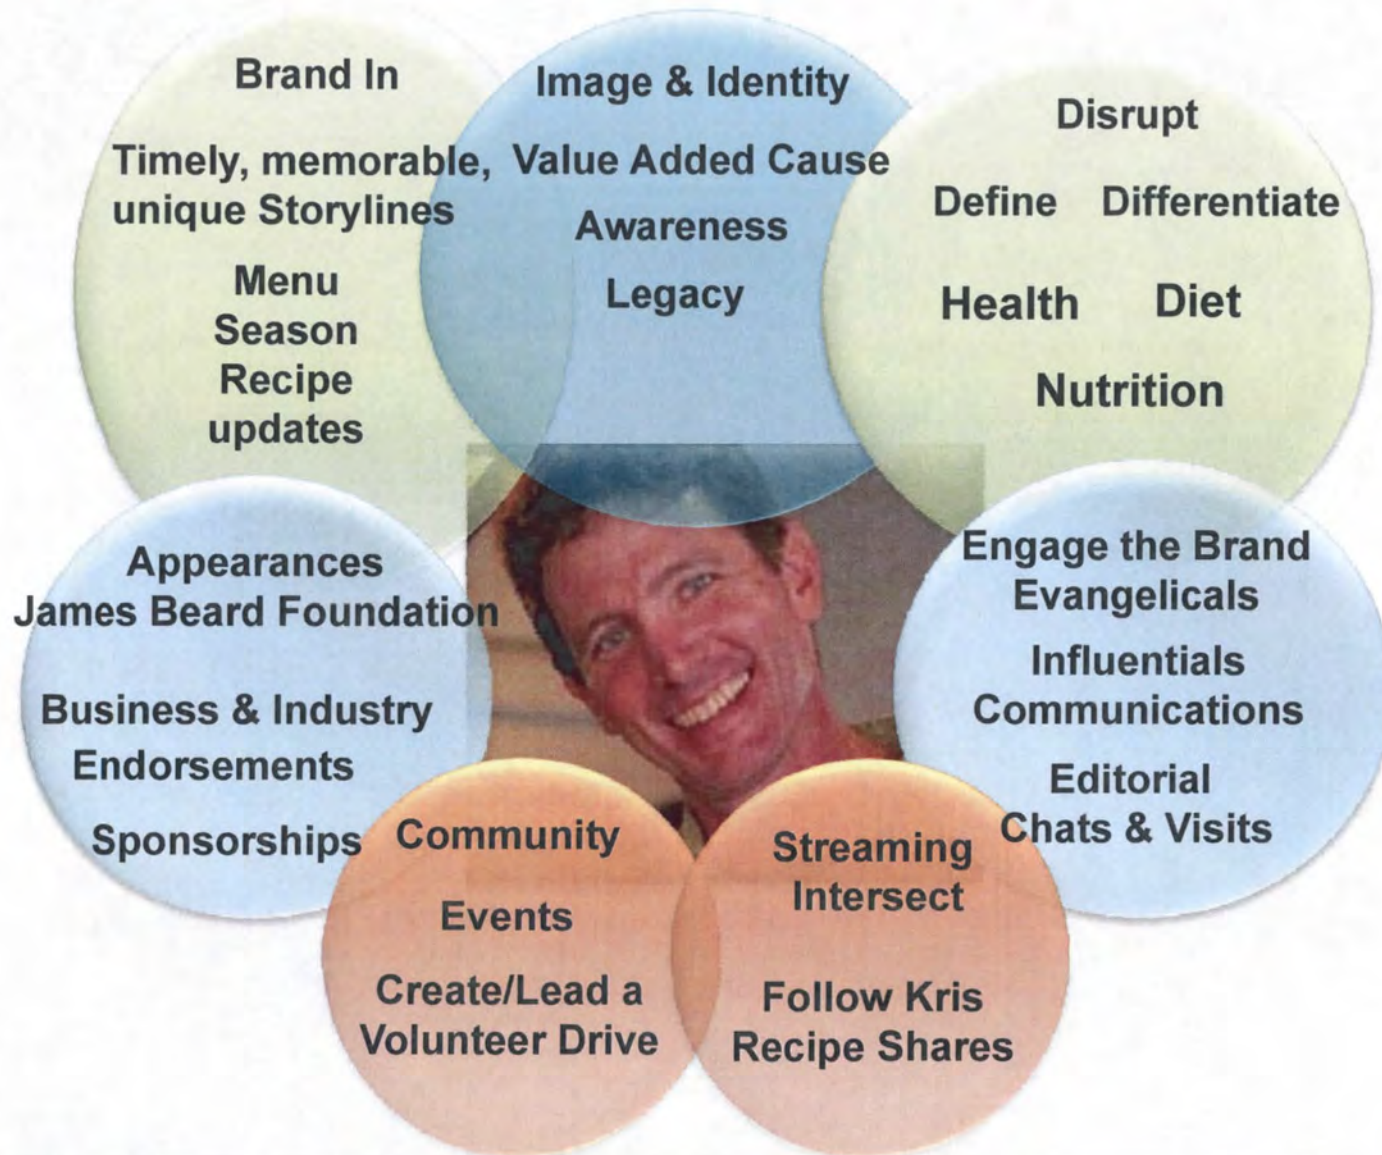 Brand In
Timely, memorable,
unique Storylines
Menu
Season
Recipe
updates
Image & Identity
Value Added Cause
Awareness
Legacy
Disrupt
Define Differentiate
Health Diet
Nutrition
Appearances
James Beard Foundation
Business & Industry
Endorsements
Sponsorships
Engage the Brand
Evangelicals
Influentials
Communications
Editorial
Chats & Visits
Community
Events
Create/Lead a
Volunteer Drive
Streaming
Intersect
Follow Kris
Recipe Shares